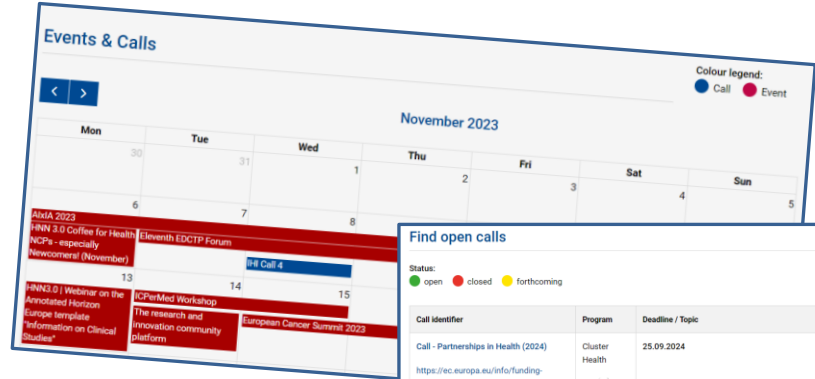 Events & Calls
Colour legend:
Call Event
November 2023
Mon Tue Wed Thu Fri Sat Sun
30 31 1 2 3 4 5
6 7 8
AIxIA 2023
HNN 3.0 Coffee for Health
NCPs - especially
Newcomers! (November)
Eleventh EDCTP Forum
IHI Call 4
13 14 15
HNN3.0 | Webinar on the
Annotated Horizon
Europe template
"Information on Clinical
Studies"
ICPerMed Workshop
The research and
innovation community
platform
European Cancer Summit 2023
Find open calls
Status:
open closed forthcoming
Call identifier Program Deadline / Topic
Call - Partnerships in Health (2024) Cluster 25.09.2024
Health
https://ec.europa.eu/info/funding-